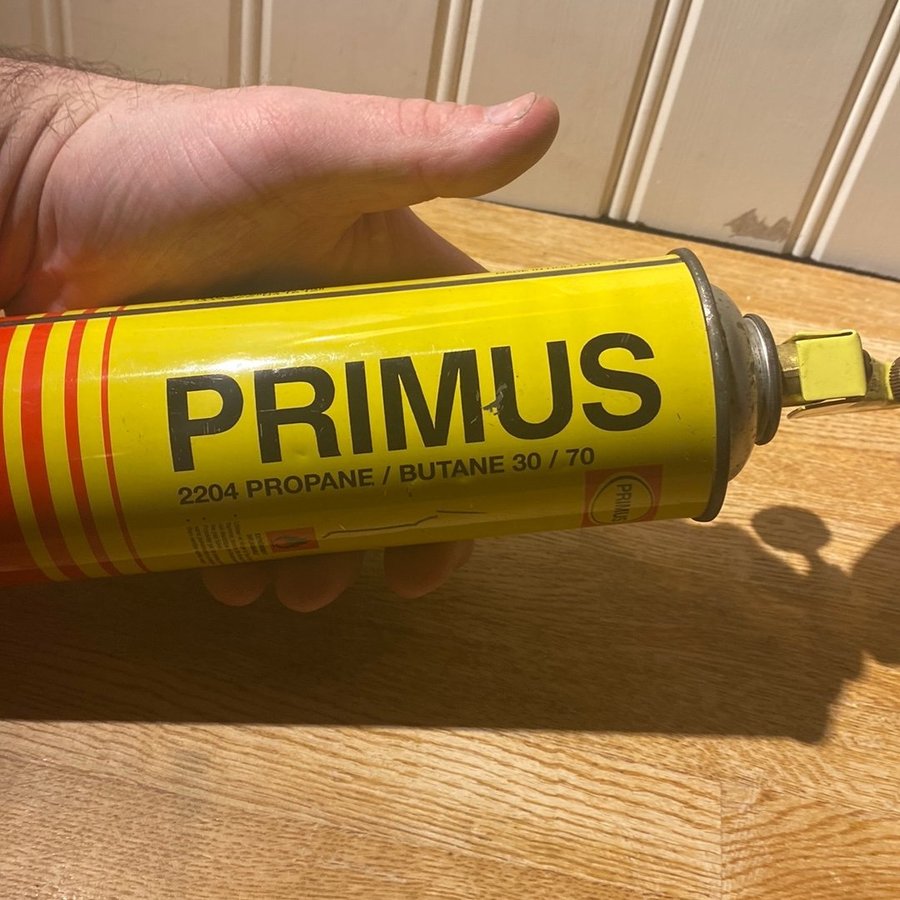 PRIMUS
2204 PROPANE / BUTANE 30 / 70
PRIMUS